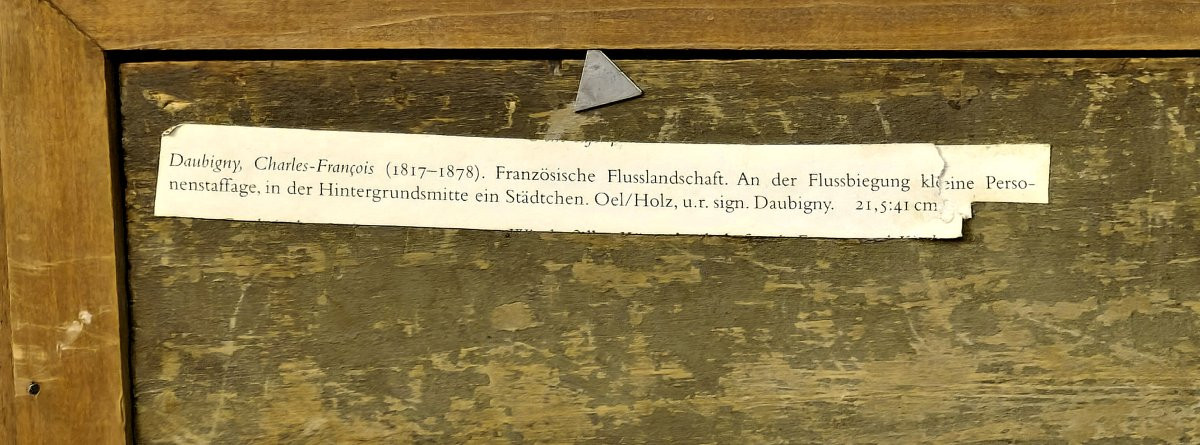 Daubigny, Charles-François (1817–1878). Französische Flusslandschaft. An der Flussbiegung kleine Perso-
nenstaffage, in der Hintergrundsmitte ein Städtchen. Oel/Holz, u.r. sign. Daubigny. 21,5:41 cm